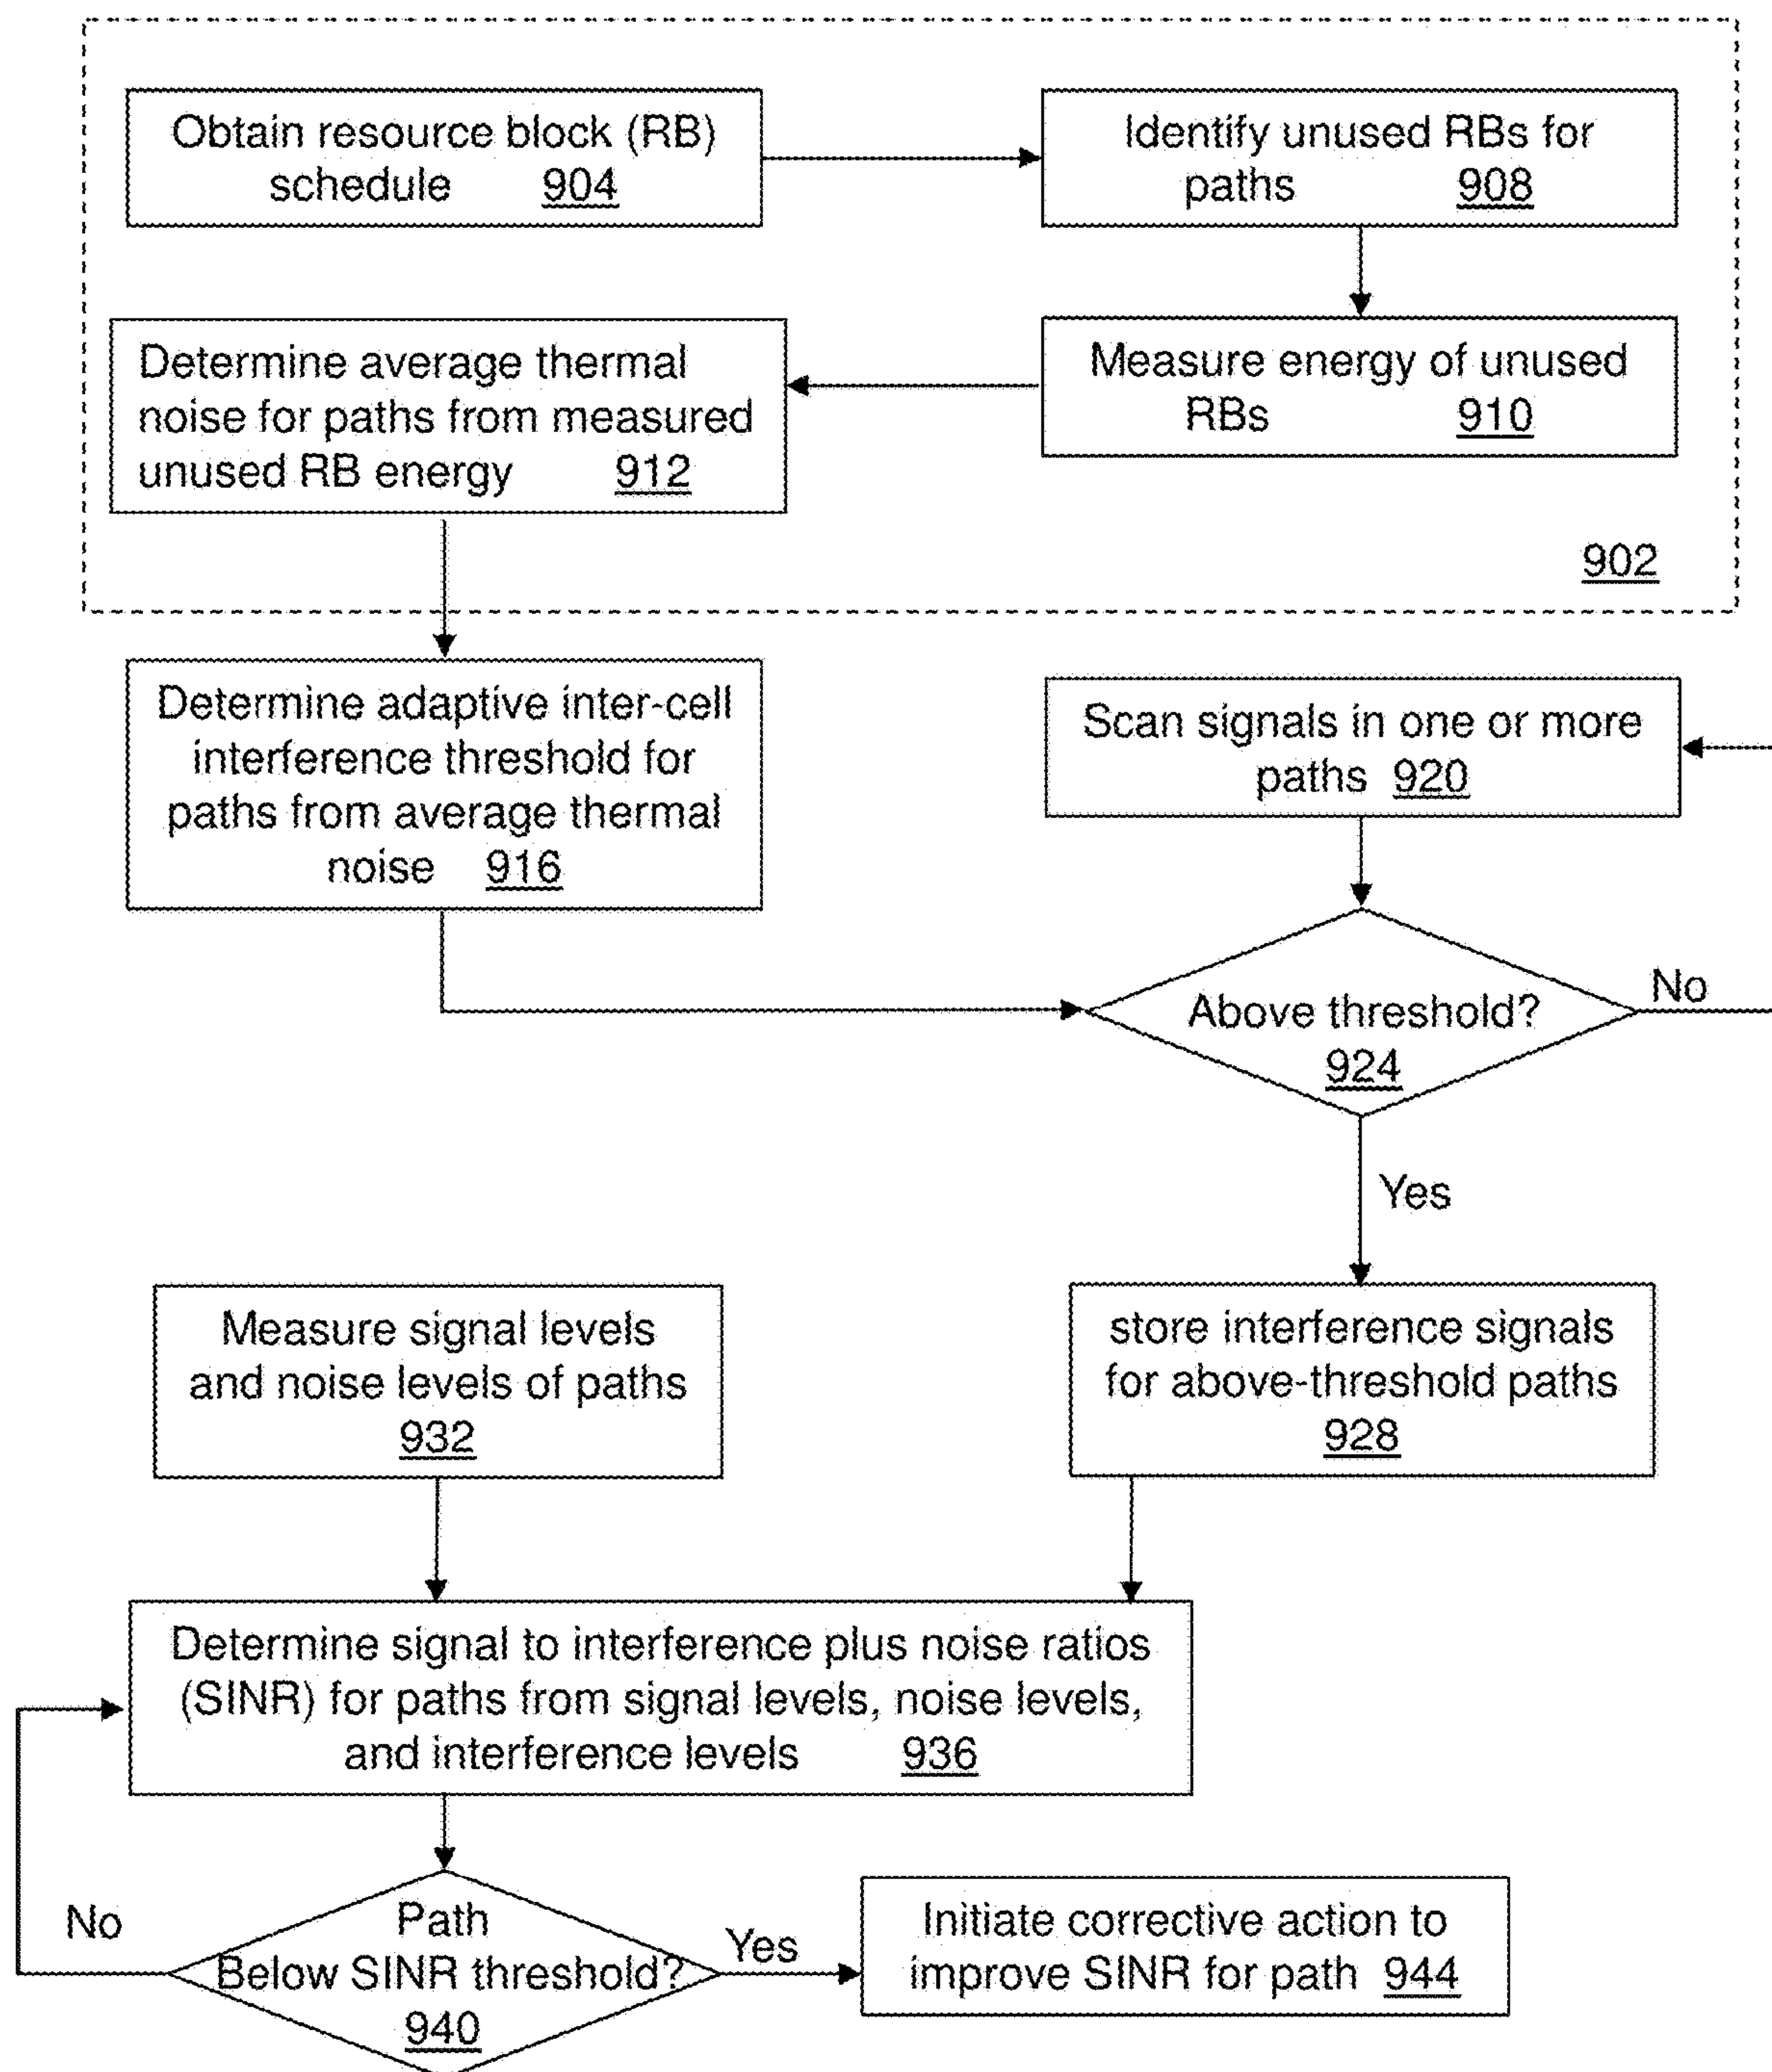 Obtain resource block (RB)
schedule 904
Identify unused RBs for
paths 908
Measure energy of unused
RBs 910
Determine average thermal
noise for paths from measured
unused RB energy 912
902
Determine adaptive inter-cell
interference threshold for
paths from average thermal
noise 916
Scan signals in one or more
paths 920
Above threshold?
924
No
Yes
store interference signals
for above-threshold paths
928
Measure signal levels
and noise levels of paths
932
Determine signal to interference plus noise ratios
(SINR) for paths from signal levels, noise levels,
and interference levels 936
Path
Below SINR threshold?
940
No
Yes
Initiate corrective action to
improve SINR for path 944